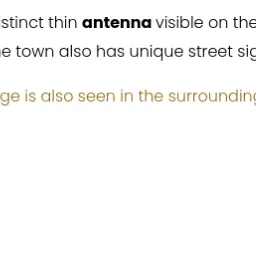 stinct thin antenna visible on the
e town also has unique street sig
ge is also seen in the surrounding